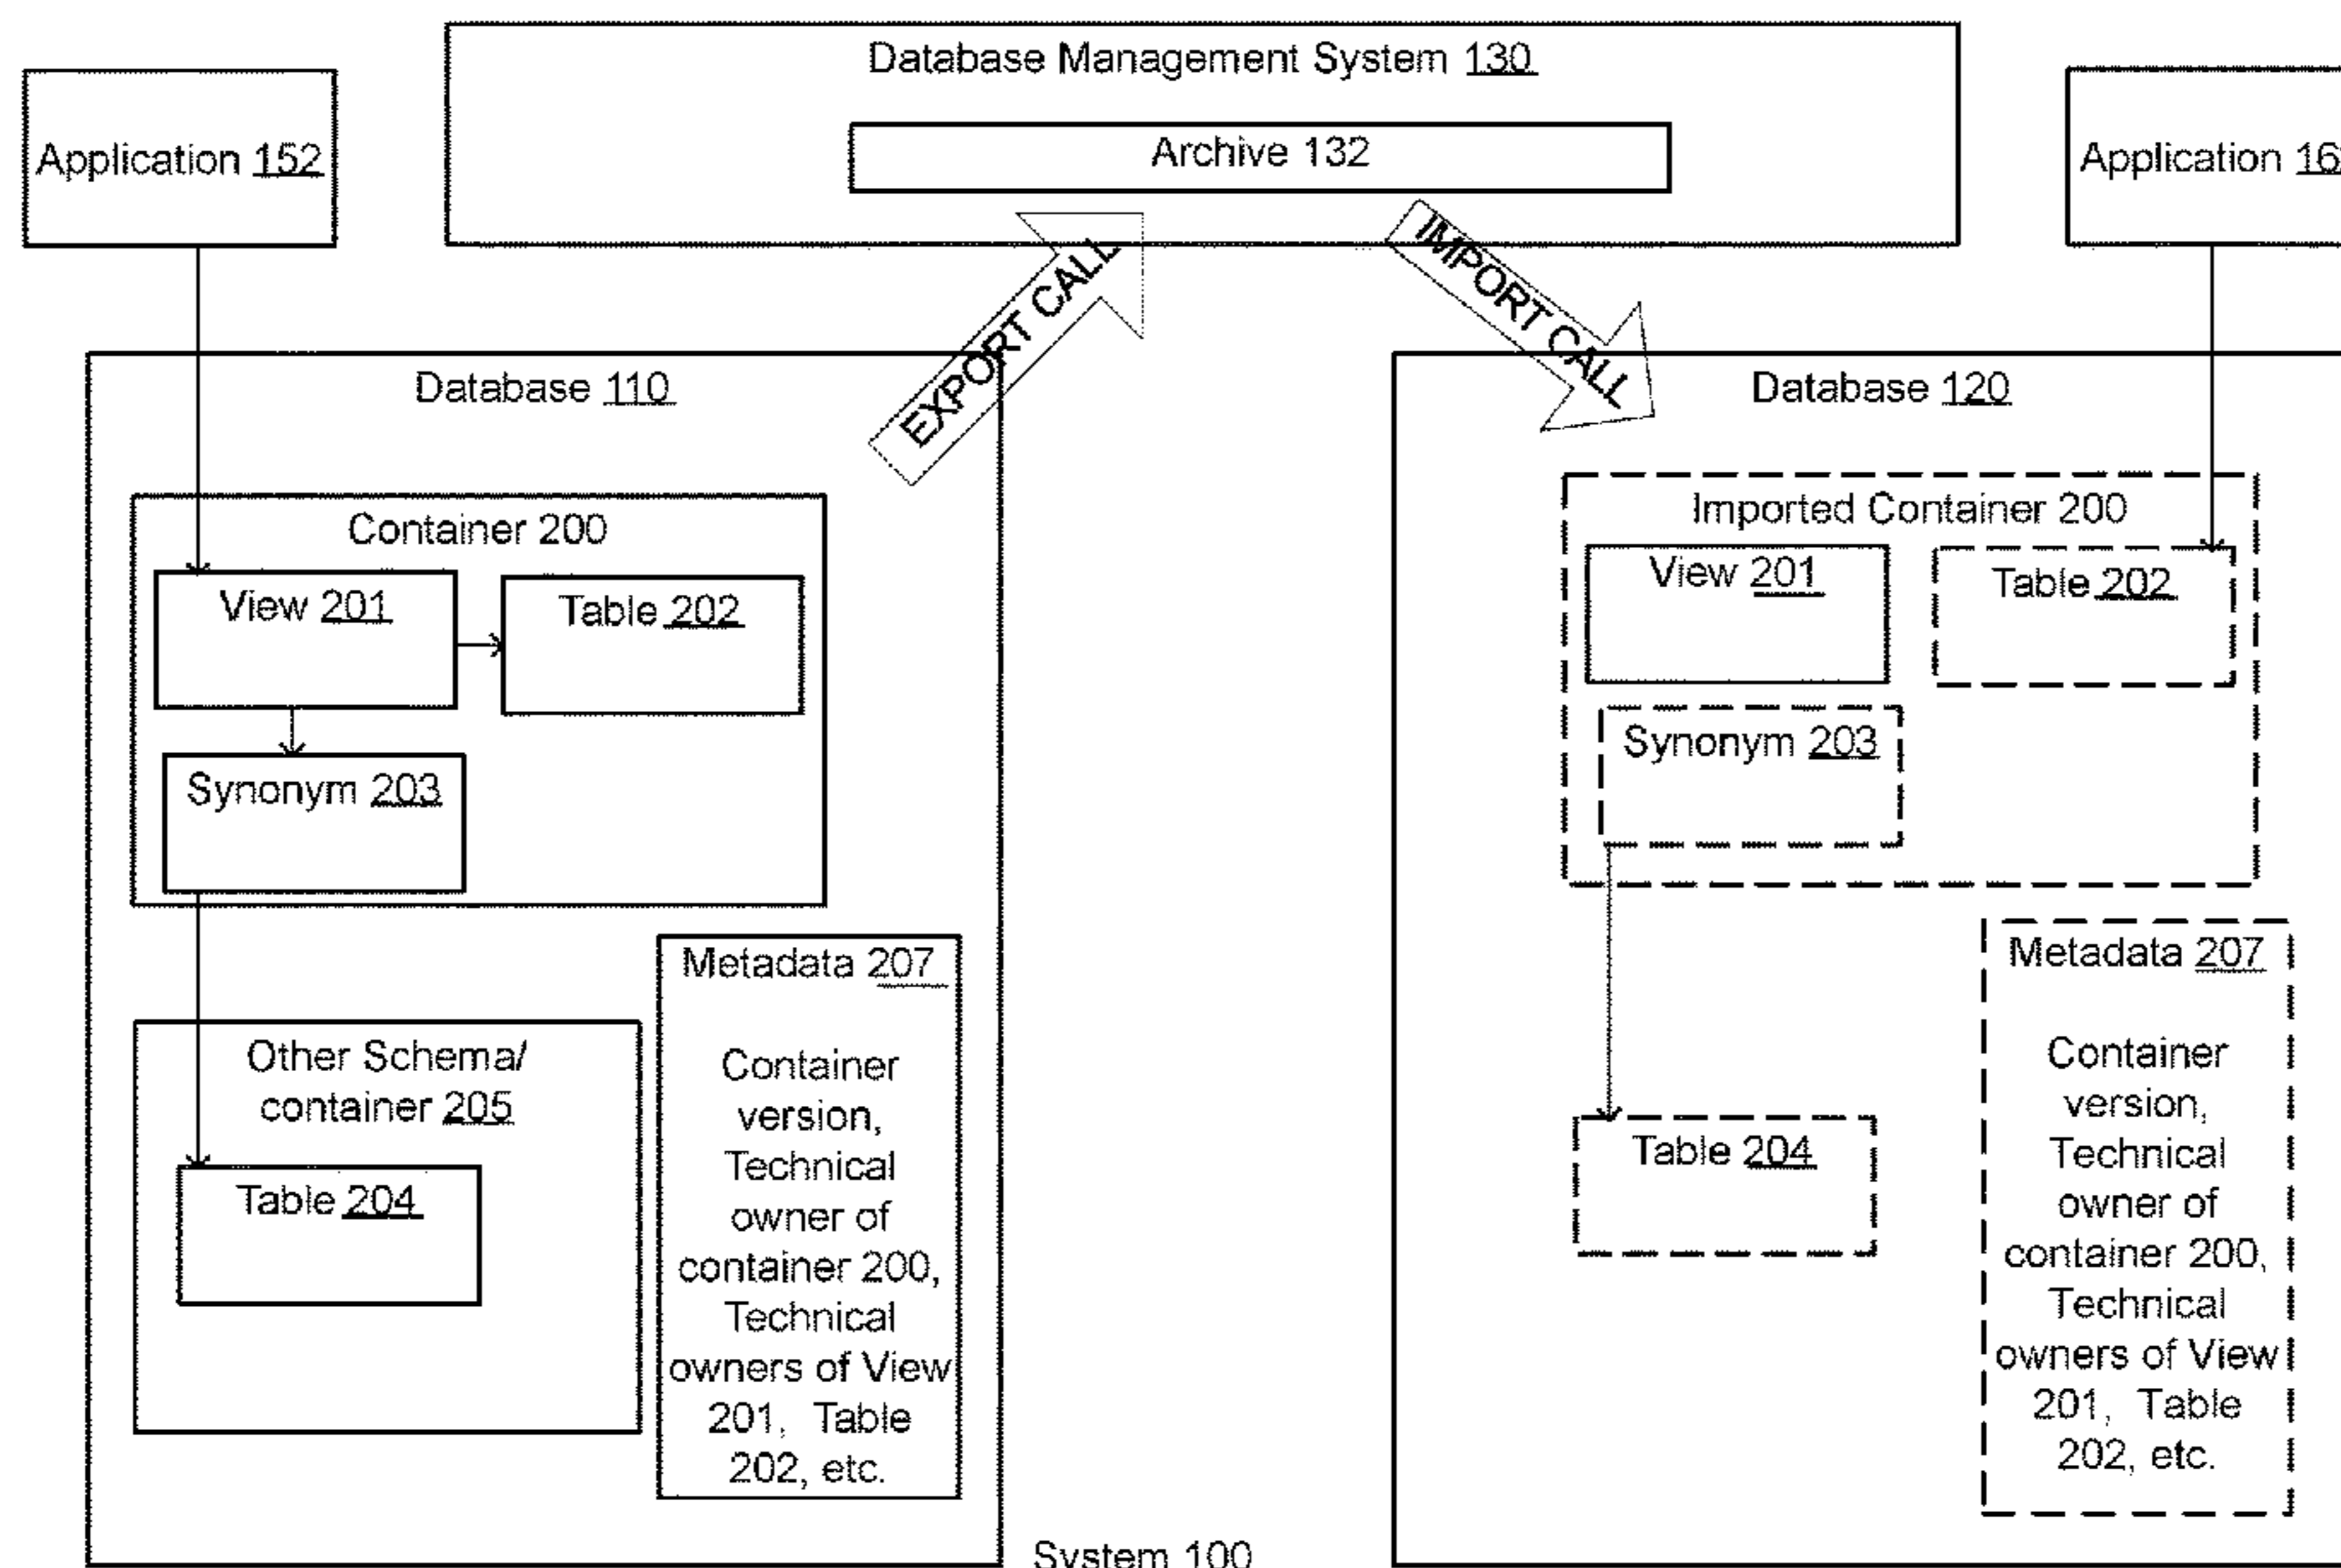 Database Management System 130
Archive 132
Application 152
Application 16
EXPORT CALL
IMPORT CALL
Database 110
Container 200
View 201
Table 202
Synonym 203
Other Schema/
container 205
Table 204
Metadata 207
Container
version,
Technical
owner of
container 200,
Technical
owners of View
201, Table
202, etc.
Database 120
Imported Container 200
View 201
Table 202
Synonym 203
Table 204
Metadata 207
Container
version,
Technical
owner of
container 200,
Technical
owners of View
201, Table
202, etc.
System 100